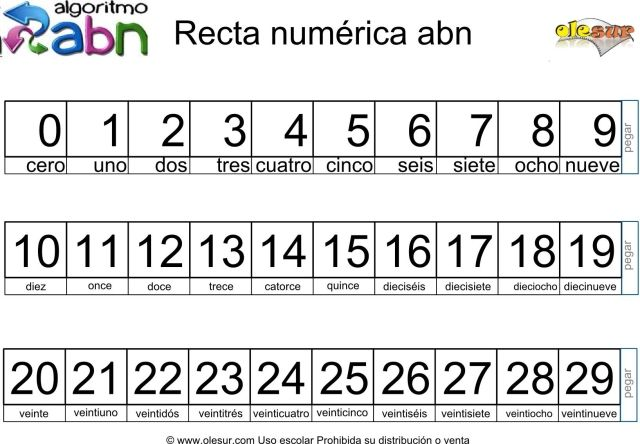 algoritmo
abn
Recta numérica abn
olesur
0 1 2 3 4 5 6 7 8 9 pegar
cero uno dos tres cuatro cinco seis siete ocho nueve
10 11 12 13 14 15 16 17 18 19 pegar
diez once doce trece catorce quince dieciséis diecisiete dieciocho diecinueve
20 21 22 23 24 25 26 27 28 29 pegar
veinte veintiuno veintidós veintitrés veinticuatro veinticinco veintiséis veintisiete veintiocho veintinueve
© www.olesur.com Uso escolar Prohibida su distribución o venta